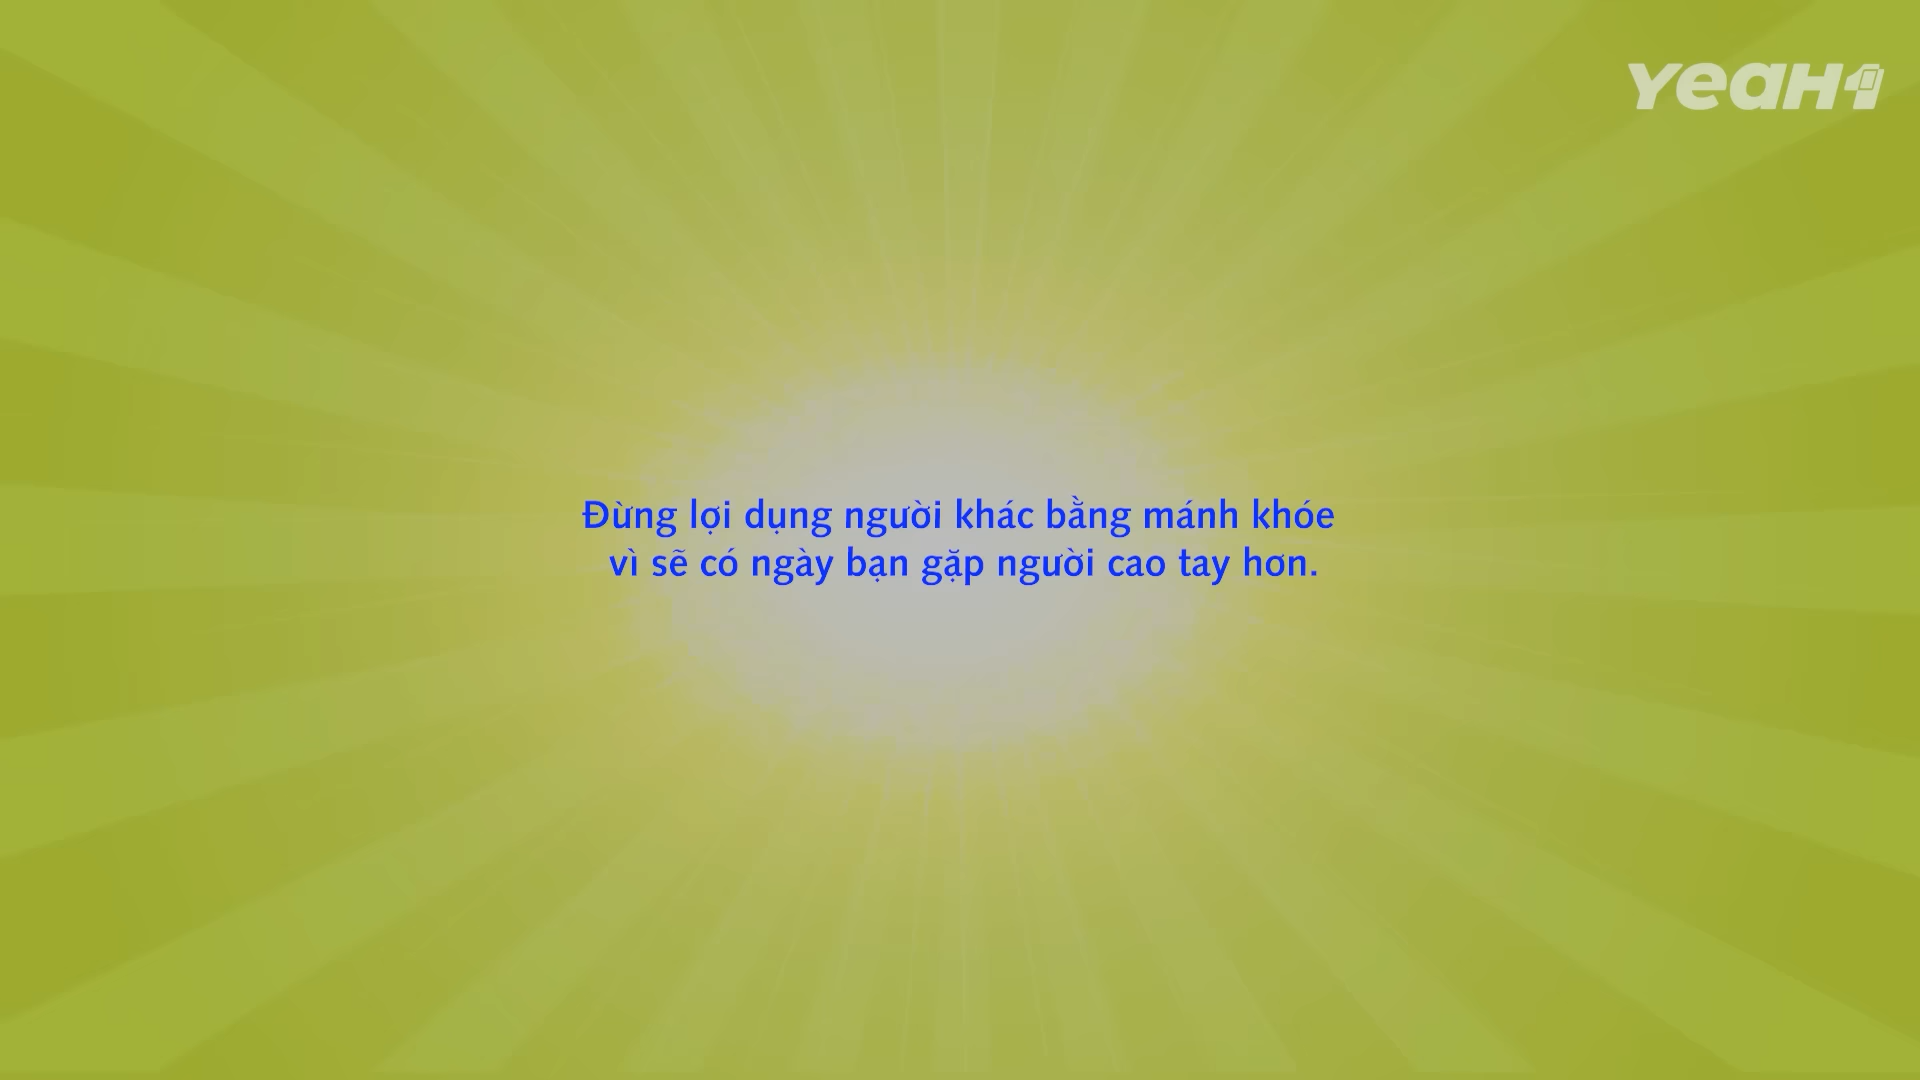 YEAH1
Đừng lợi dụng người khác bằng mánh khóe
vì sẽ có ngày bạn gặp người cao tay hơn.